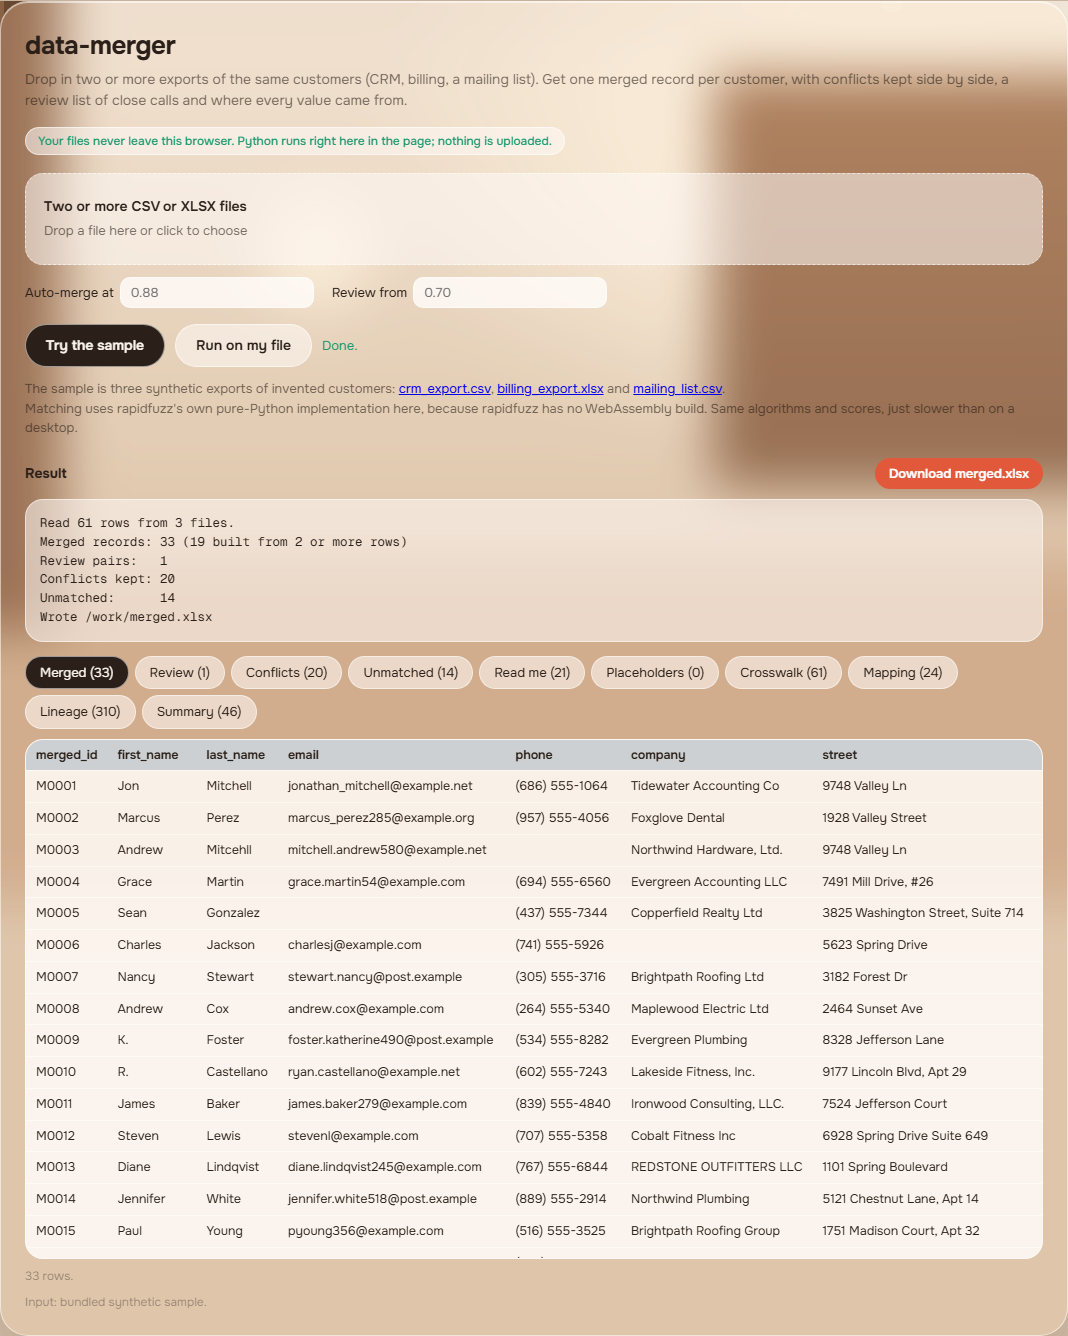 data-merger
Drop in two or more exports of the same customers (CRM, billing, a mailing list). Get one merged record per customer, with conflicts kept side by side, a
review list of close calls and where every value came from.
Your files never leave this browser. Python runs right here in the page; nothing is uploaded.
Two or more CSV or XLSX files
Drop a file here or click to choose
Auto-merge at 0.88 Review from 0.70
Try the sample Run on my file Done.
The sample is three synthetic exports of invented customers: crm_export.csv, billing_export.xlsx and mailing_list.csv.
Matching uses rapidfuzz's own pure-Python implementation here, because rapidfuzz has no WebAssembly build. Same algorithms and scores, just slower than on a
desktop.
Result Download merged.xlsx
Read 61 rows from 3 files.
Merged records: 33 (19 built from 2 or more rows)
Review pairs: 1
Conflicts kept: 20
Unmatched: 14
Wrote /work/merged.xlsx
Merged (33) Review (1) Conflicts (20) Unmatched (14) Read me (21) Placeholders (0) Crosswalk (61) Mapping (24)
Lineage (310) Summary (46)
merged_id first_name last_name email phone company street
M0001 Jon Mitchell jonathan_mitchell@example.net (686) 555-1064 Tidewater Accounting Co 9748 Valley Ln
M0002 Marcus Perez marcus_perez285@example.org (957) 555-4056 Foxglove Dental 1928 Valley Street
M0003 Andrew Mitcehll mitchell.andrew580@example.net Northwind Hardware, Ltd. 9748 Valley Ln
M0004 Grace Martin grace.martin54@example.com (694) 555-6560 Evergreen Accounting LLC 7491 Mill Drive, #26
M0005 Sean Gonzalez (437) 555-7344 Copperfield Realty Ltd 3825 Washington Street, Suite 714
M0006 Charles Jackson charlesj@example.com (741) 555-5926 5623 Spring Drive
M0007 Nancy Stewart stewart.nancy@post.example (305) 555-3716 Brightpath Roofing Ltd 3182 Forest Dr
M0008 Andrew Cox andrew.cox@example.com (264) 555-5340 Maplewood Electric Ltd 2464 Sunset Ave
M0009 K. Foster foster.katherine490@post.example (534) 555-8282 Evergreen Plumbing 8328 Jefferson Lane
M0010 R. Castellano ryan.castellano@example.net (602) 555-7243 Lakeside Fitness, Inc. 9177 Lincoln Blvd, Apt 29
M0011 James Baker james.baker279@example.com (839) 555-4840 Ironwood Consulting, LLC. 7524 Jefferson Court
M0012 Steven Lewis stevenl@example.com (707) 555-5358 Cobalt Fitness Inc 6928 Spring Drive Suite 649
M0013 Diane Lindqvist diane.lindqvist245@example.com (767) 555-6844 REDSTONE OUTFITTERS LLC 1101 Spring Boulevard
M0014 Jennifer White jennifer.white518@post.example (889) 555-2914 Northwind Plumbing 5121 Chestnut Lane, Apt 14
M0015 Paul Young pyoung356@example.com (516) 555-3525 Brightpath Roofing Group 1751 Madison Court, Apt 32
33 rows.
Input: bundled synthetic sample.